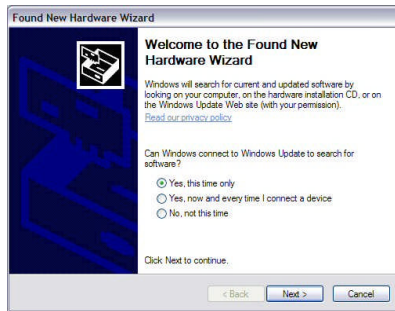 Found New Hardware Wizard
Welcome to the Found New
Hardware Wizard
Windows will search for current and updated software by
looking on your computer, on the hardware installation CD, or on
the Windows Update Web site (with your permission).
Read our privacy policy
Can Windows connect to Windows Update to search for
software?
Yes, this time only
Yes, now and every time I connect a device
No, not this time
Click Next to continue.
< Back
Next >
Cancel